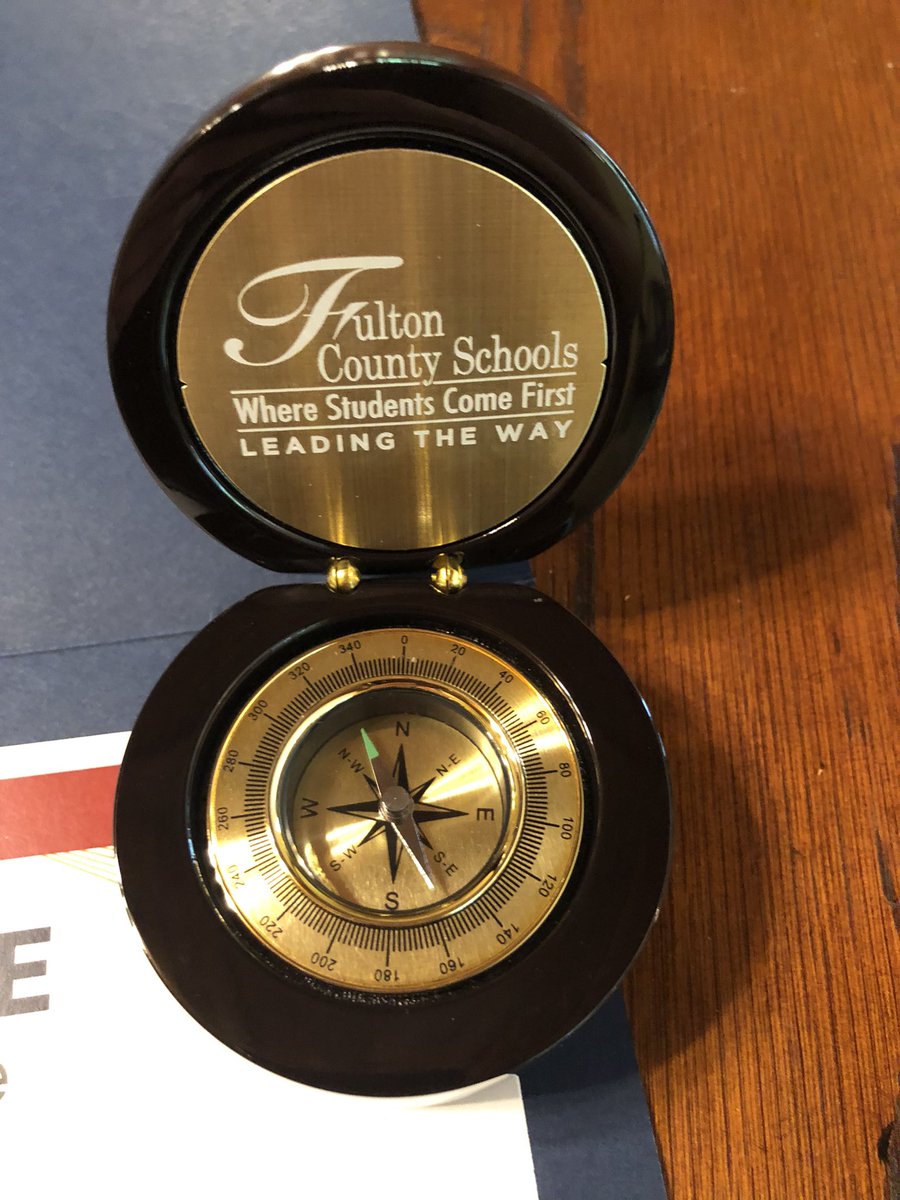 Fulton
County Schools
Where Students Come First
LEADING THE WAY
0
20
40
60
80
100
120
140
160
180
200
220
240
260
280
300
320
340
N
N-E
E
S-E
S
S-W
W
N-W
E
e